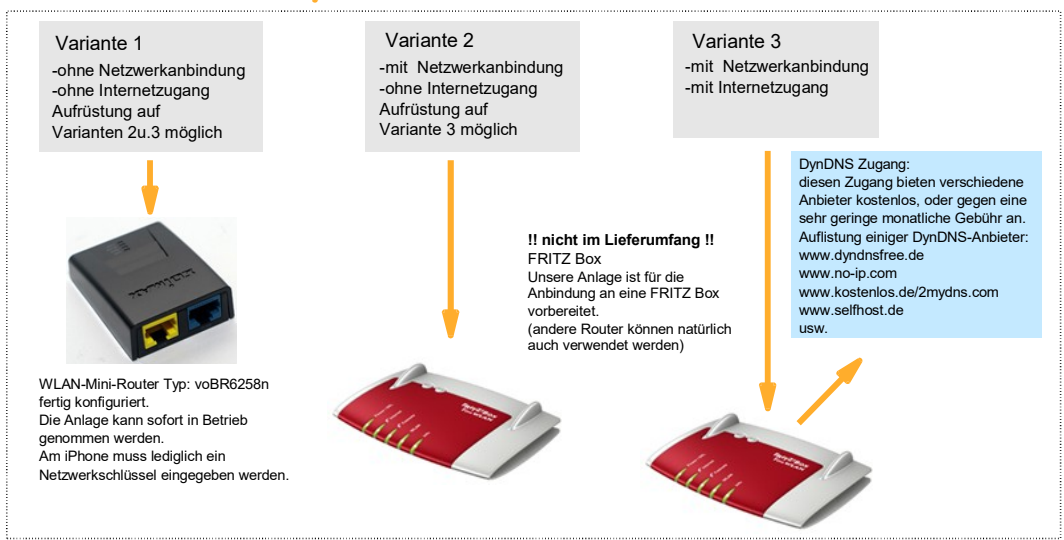 Variante 1
-ohne Netzwerkanbindung
-ohne Internetzugang
Aufrüstung auf
Varianten 2u.3 möglich
Variante 2
-mit  Netzwerkanbindung
-ohne Internetzugang
Aufrüstung auf
Variante 3 möglich
Variante 3
-mit  Netzwerkanbindung
-mit Internetzugang
WLAN-Mini-Router Typ: voBR6258n
fertig konfiguriert.
Die Anlage kann sofort in Betrieb
genommen werden.
Am iPhone muss lediglich ein
Netzwerkschlüssel eingegeben werden.
!! nicht im Lieferumfang !!
FRITZ Box
Unsere Anlage ist für die
Anbindung an eine FRITZ Box
vorbereitet.
(andere Router können natürlich
auch verwendet werden)
DynDNS Zugang:
diesen Zugang bieten verschiedene
Anbieter kostenlos, oder gegen eine
sehr geringe monatliche Gebühr an.
Auflistung einiger DynDNS-Anbieter:
www.dyndnsfree.de
www.no-ip.com
www.kostenlos.de/2mydns.com
www.selfhost.de
usw.